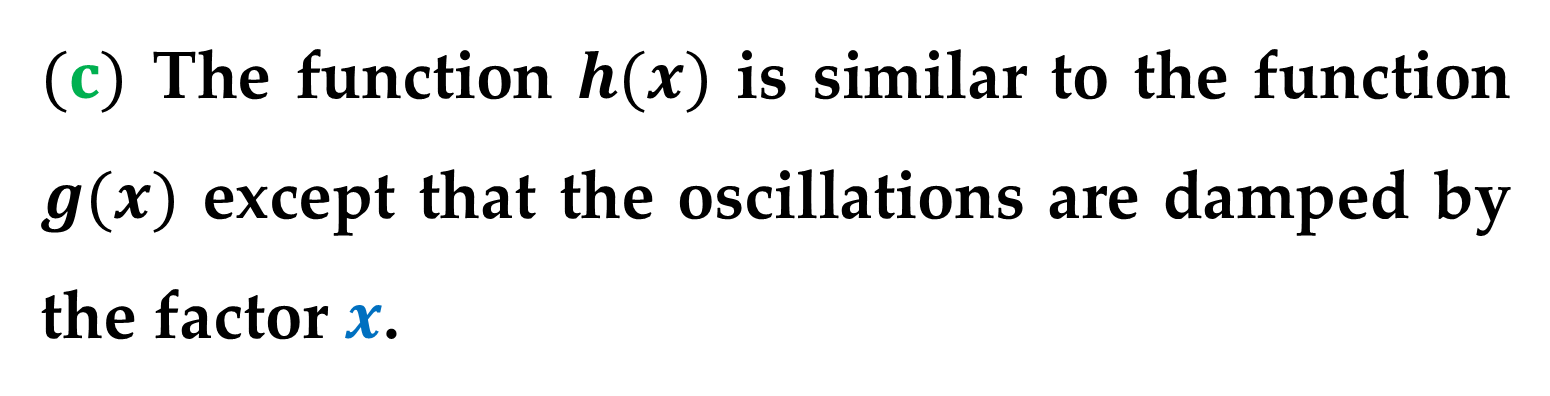 (c) The function h(x) is similar to the function
g(x) except that the oscillations are damped by
the factor x.